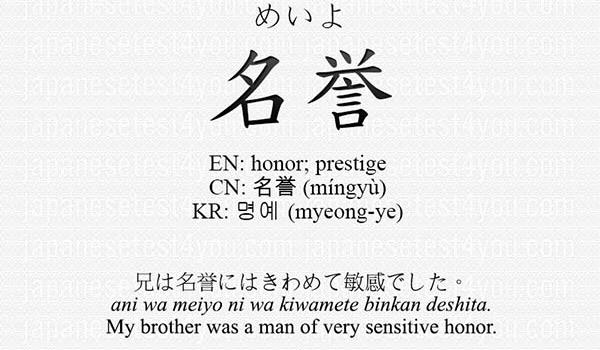 めいよ
名誉
EN: honor; prestige
CN: 名誉 (míngyù)
KR: 명예 (myeong-ye)
兄は名誉にはきわめて敏感でした。
ani wa meiyo ni wa kiwamete binkan deshita.
My brother was a man of very sensitive honor.